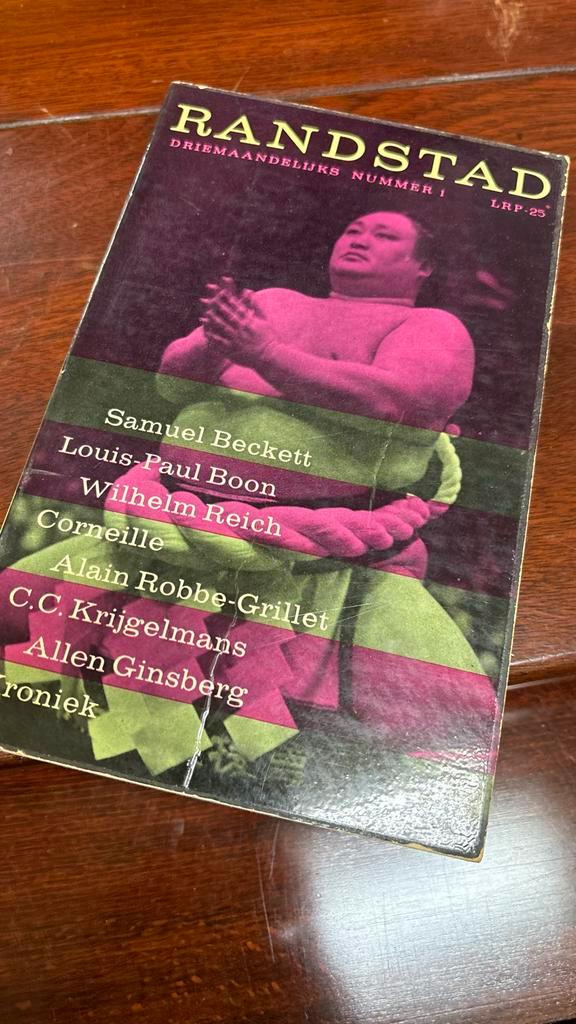 RANDSTAD
DRIEMAANDELIJKS NUMMER 1 LRP-25*
Samuel Beckett
Louis-Paul Boon
Wilhelm Reich
Corneille
Alain Robbe-Grillet
C.C. Krijgelmans
Allen Ginsberg
Kroniek